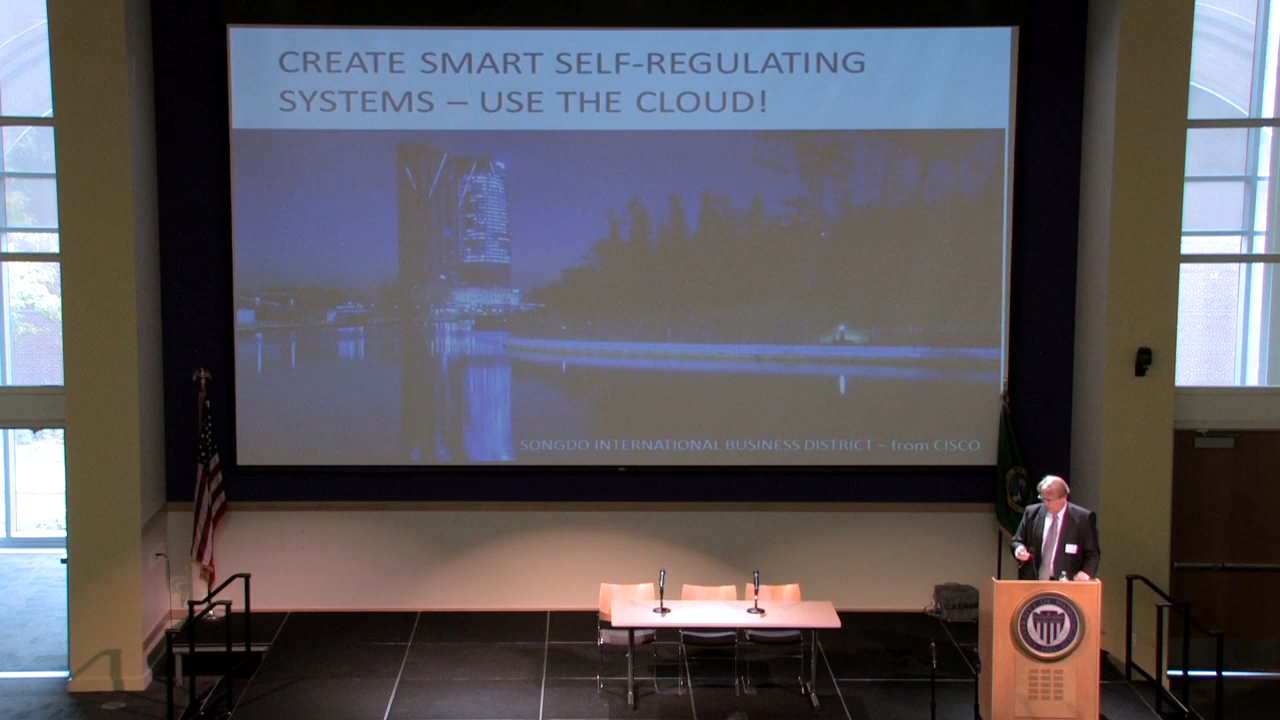 CREATE SMART SELF-REGULATING
SYSTEMS – USE THE CLOUD!
SONGDO INTERNATIONAL BUSINESS DISTRICT – from CISCO